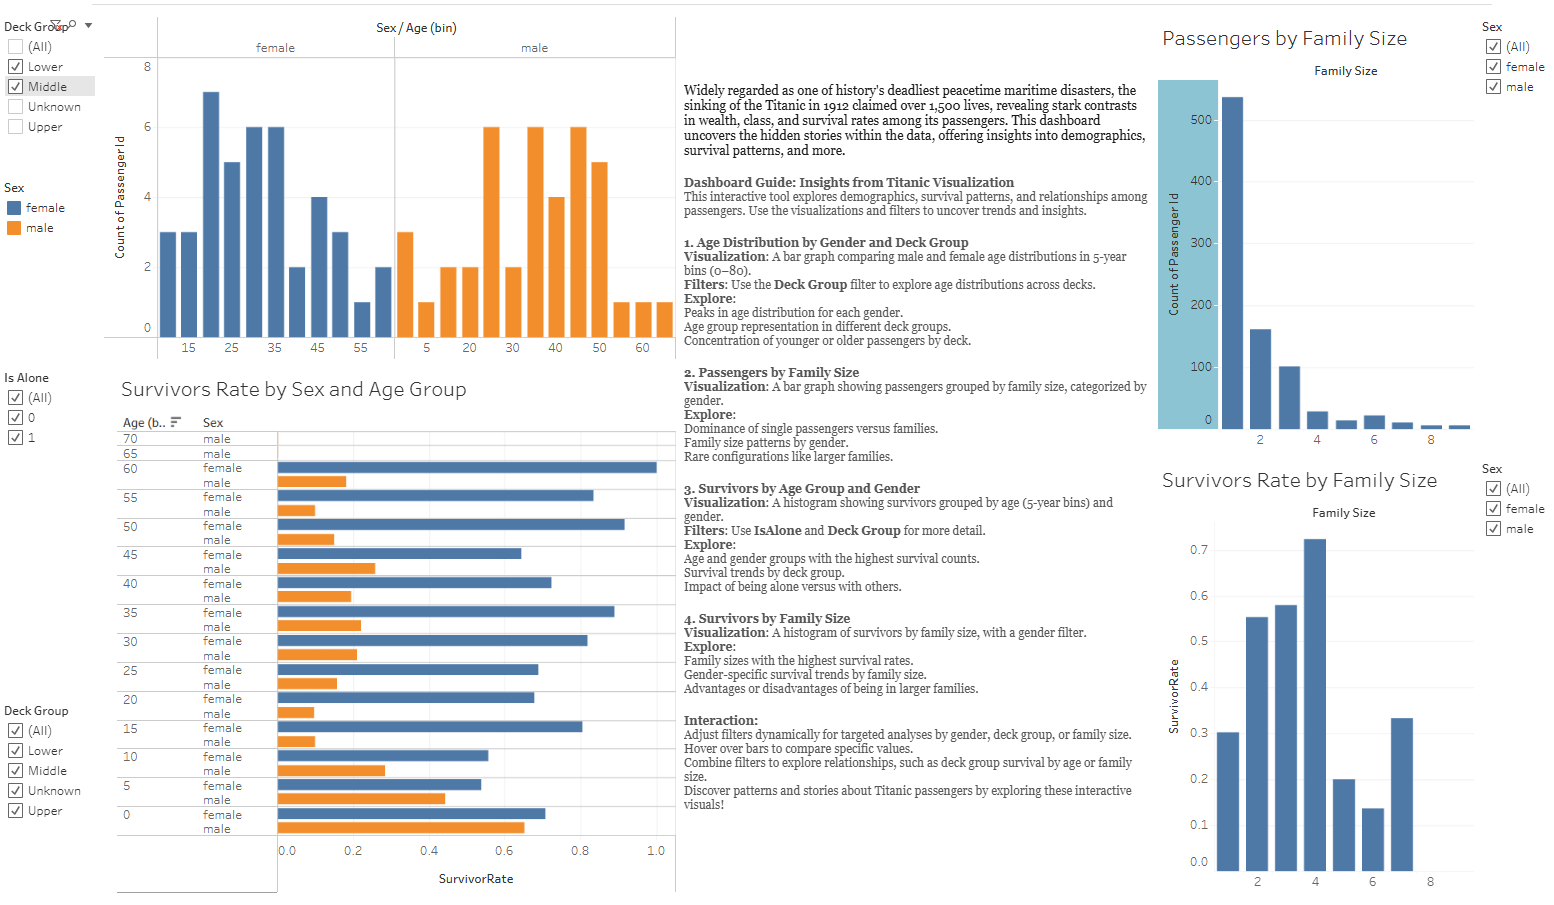 Deck Group
(All)
Lower
Middle
Unknown
Upper
Sex
female
male
Is Alone
(All)
0
1
Deck Group
(All)
Lower
Middle
Unknown
Upper
Sex / Age (bin)
female
male
Count of Passenger Id
8
6
4
2
0
15
25
35
45
55
5
20
30
40
50
60
Survivors Rate by Sex and Age Group
Age (b..
Sex
70
male
65
male
60
female
male
55
female
male
50
female
male
45
female
male
40
female
male
35
female
male
30
female
male
25
female
male
20
female
male
15
female
male
10
female
male
5
female
male
0
female
male
0.0
0.2
0.4
0.6
0.8
1.0
SurvivorRate
Widely regarded as one of history's deadliest peacetime maritime disasters, the
sinking of the Titanic in 1912 claimed over 1,500 lives, revealing stark contrasts
in wealth, class, and survival rates among its passengers. This dashboard
uncovers the hidden stories within the data, offering insights into demographics,
survival patterns, and more.
Dashboard Guide: Insights from Titanic Visualization
This interactive tool explores demographics, survival patterns, and relationships among
passengers. Use the visualizations and filters to uncover trends and insights.
1. Age Distribution by Gender and Deck Group
Visualization: A bar graph comparing male and female age distributions in 5-year
bins (0–80).
Filters: Use the Deck Group filter to explore age distributions across decks.
Explore:
Peaks in age distribution for each gender.
Age group representation in different deck groups.
Concentration of younger or older passengers by deck.
2. Passengers by Family Size
Visualization: A bar graph showing passengers grouped by family size, categorized by
gender.
Explore:
Dominance of single passengers versus families.
Family size patterns by gender.
Rare configurations like larger families.
3. Survivors by Age Group and Gender
Visualization: A histogram showing survivors grouped by age (5-year bins) and
gender.
Filters: Use IsAlone and Deck Group for more detail.
Explore:
Age and gender groups with the highest survival counts.
Survival trends by deck group.
Impact of being alone versus with others.
4. Survivors by Family Size
Visualization: A histogram of survivors by family size, with a gender filter.
Explore:
Family sizes with the highest survival rates.
Gender-specific survival trends by family size.
Advantages or disadvantages of being in larger families.
Interaction:
Adjust filters dynamically for targeted analyses by gender, deck group, or family size.
Hover over bars to compare specific values.
Combine filters to explore relationships, such as deck group survival by age or family
size.
Discover patterns and stories about Titanic passengers by exploring these interactive
visuals!
Passengers by Family Size
Family Size
Count of Passenger Id
500
400
300
200
100
0
2
4
6
8
Sex
(All)
female
male
Survivors Rate by Family Size
Family Size
SurvivorRate
0.7
0.6
0.5
0.4
0.3
0.2
0.1
0.0
2
4
6
8
Sex
(All)
female
male